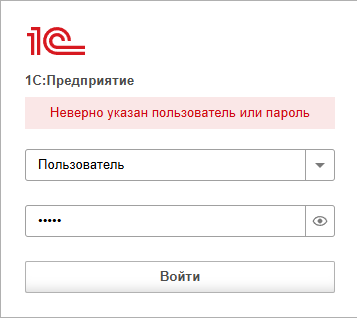 1С
1С:Предприятие
Неверно указан пользователь или пароль
Пользователь
•••••
Войти